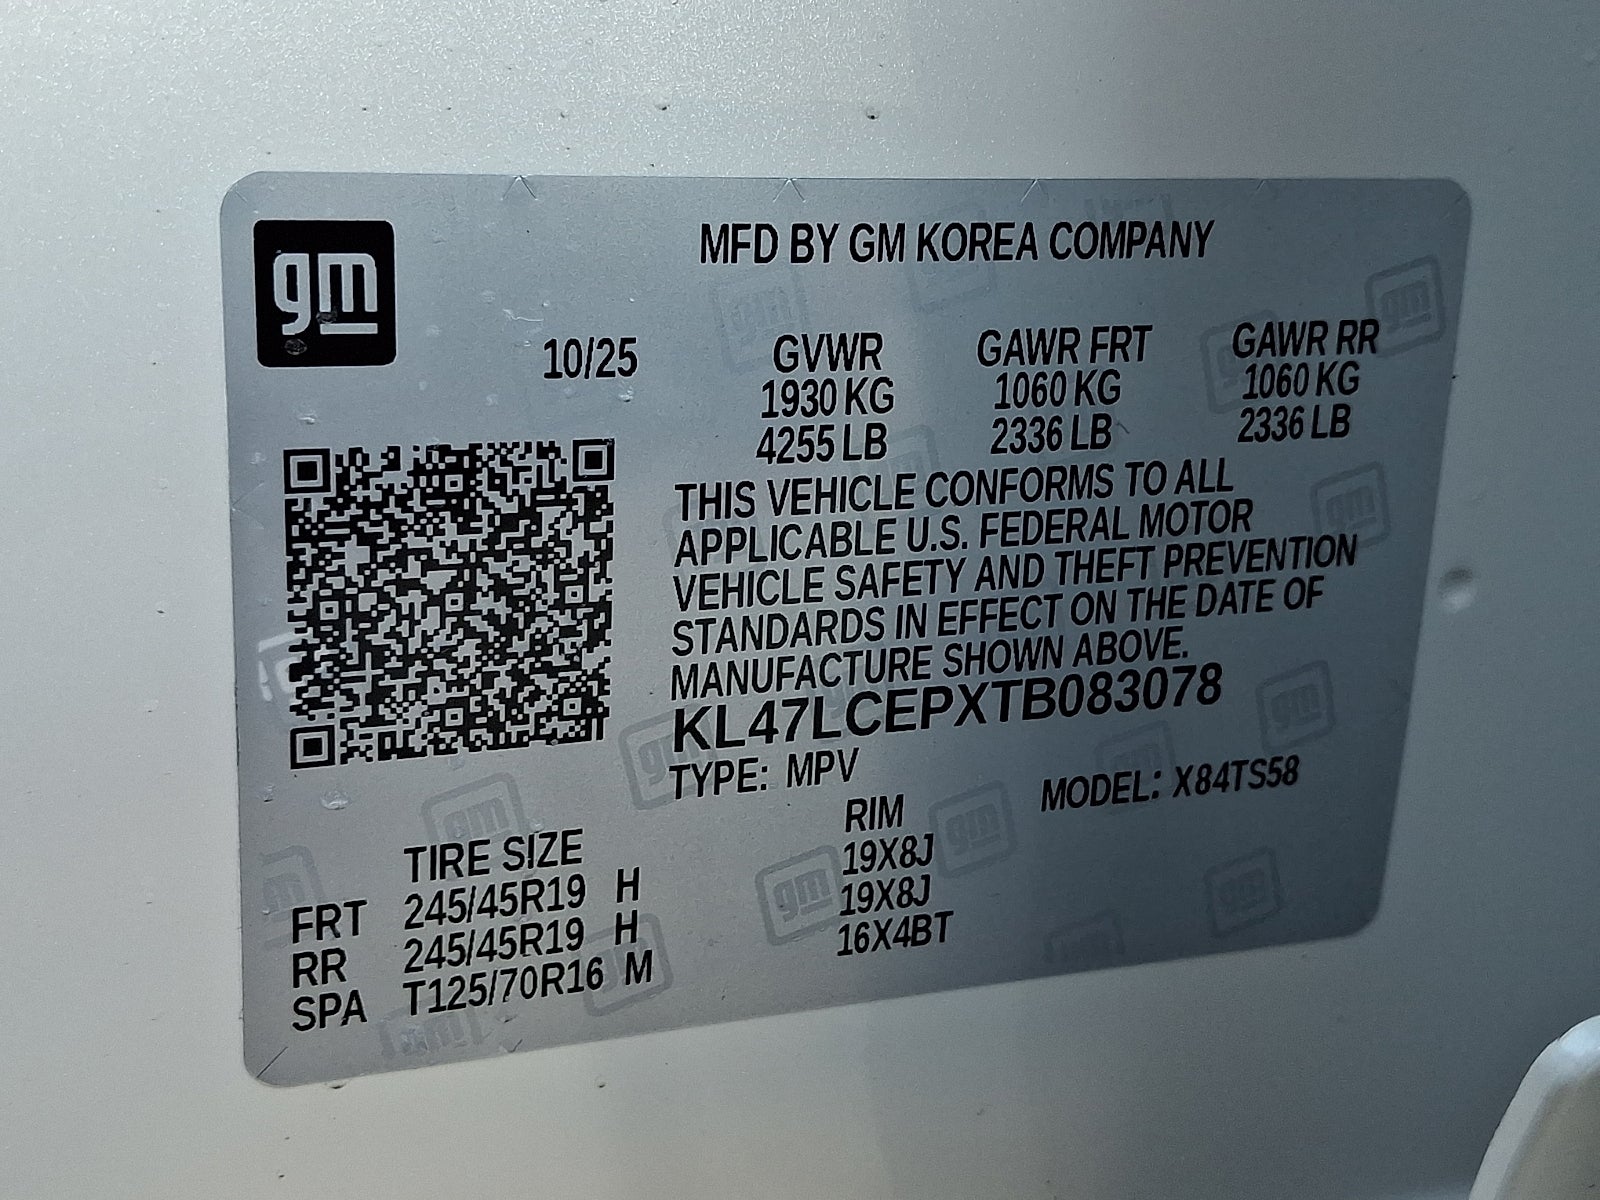 gm
MFD BY GM KOREA COMPANY
10/25 GVWR GAWR FRT GAWR RR
1930 KG 1060 KG 1060 KG
4255 LB 2336 LB 2336 LB
THIS VEHICLE CONFORMS TO ALL
APPLICABLE U.S. FEDERAL MOTOR
VEHICLE SAFETY AND THEFT PREVENTION
STANDARDS IN EFFECT ON THE DATE OF
MANUFACTURE SHOWN ABOVE.
KL47LCEPXTB083078
TYPE: MPV MODEL: X84TS58
TIRE SIZE RIM
FRT 245/45R19 H 19X8J
RR 245/45R19 H 19X8J
SPA T125/70R16 M 16X4BT